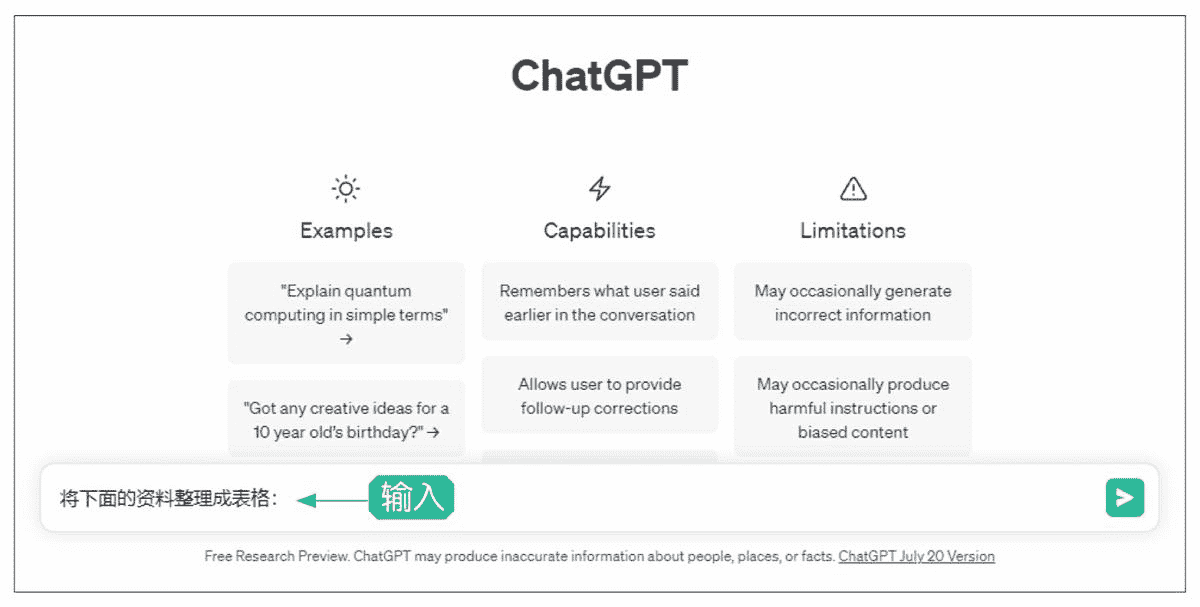 ChatGPT
Examples
Capabilities
Limitations
"Explain quantum
computing in simple terms"
→
Remembers what user said
earlier in the conversation
May occasionally generate
incorrect information
"Got any creative ideas for a
10 year old's birthday?" →
Allows user to provide
follow-up corrections
May occasionally produce
harmful instructions or
biased content
将下面的资料整理成表格：
输入
Free Research Preview. ChatGPT may produce inaccurate information about people, places, or facts. ChatGPT July 20 Version